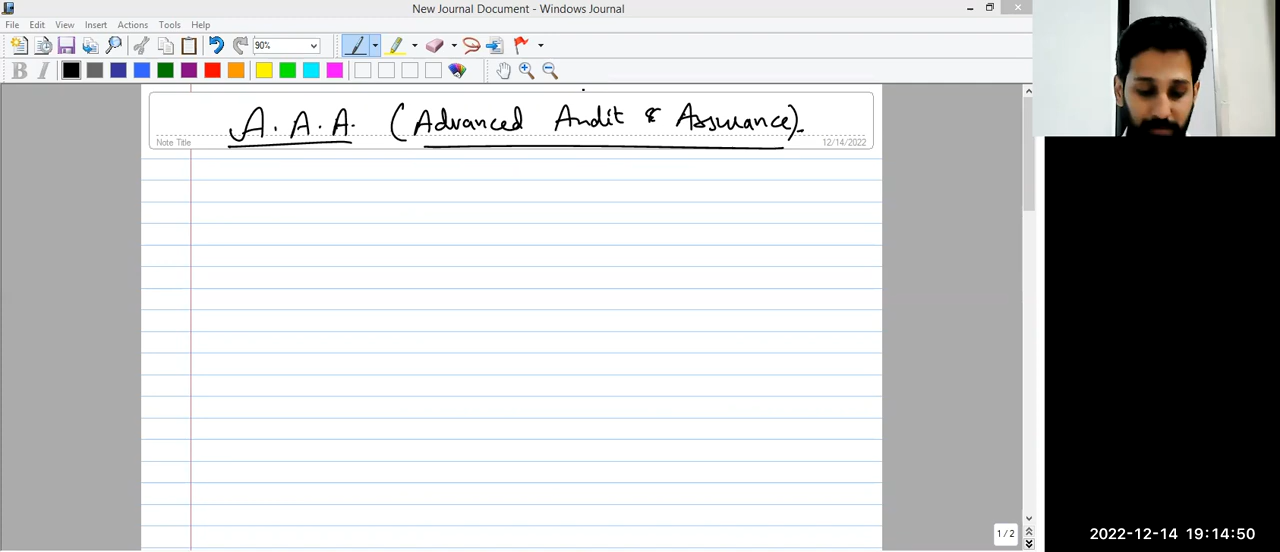 New Journal Document - Windows Journal
File Edit View Insert Actions Tools Help
90%
B I
A. A. A. (Advanced Audit & Assurance).
Note Title 12/14/2022
1 / 2
2022-12-14 19:14:50